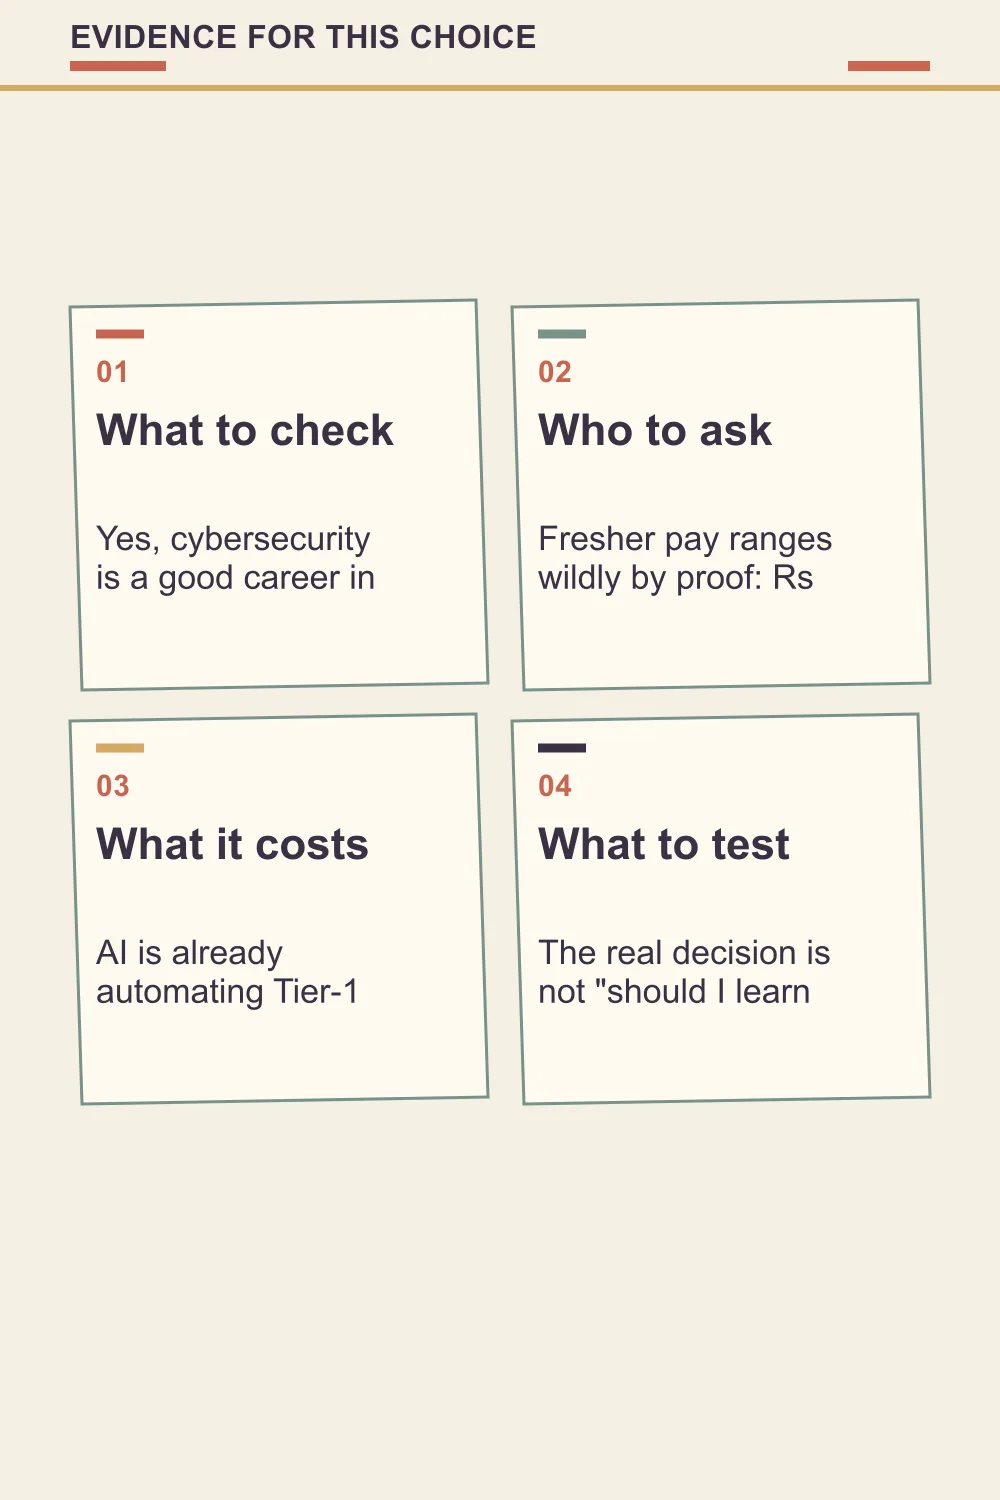 EVIDENCE FOR THIS CHOICE
01
What to check
Yes, cybersecurity
is a good career in
02
Who to ask
Fresher pay ranges
wildly by proof: Rs
03
What it costs
AI is already
automating Tier-1
04
What to test
The real decision is
not "should I learn